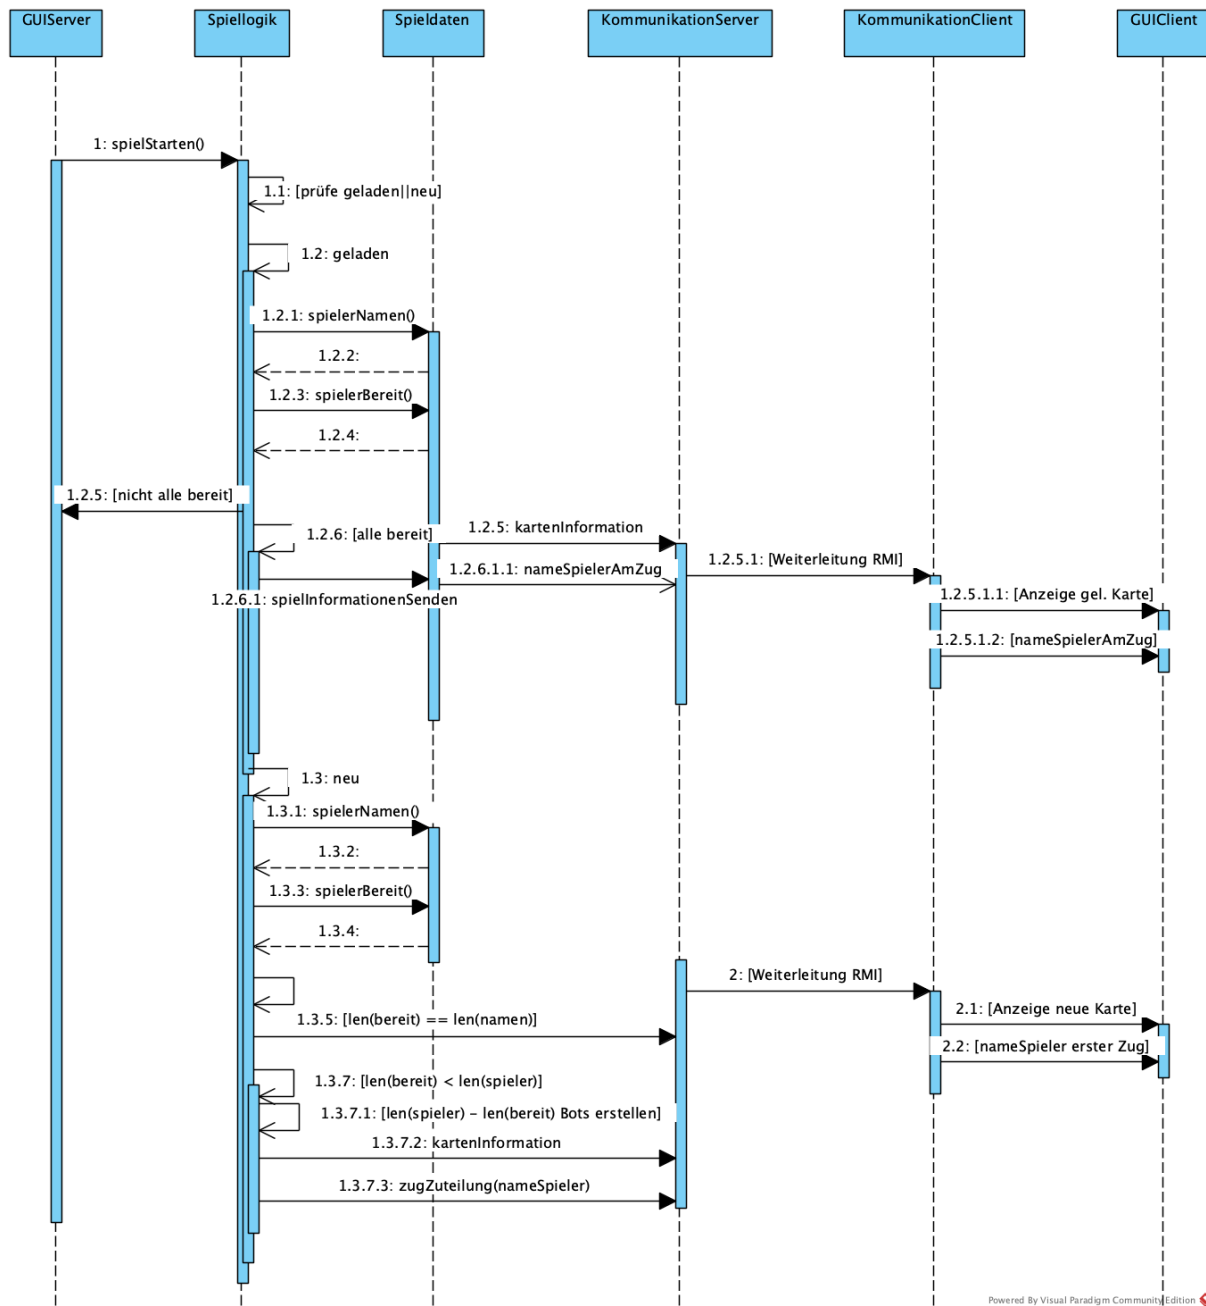 GUIServer
Spiellogik
Spieldaten
KommunikationServer
KommunikationClient
GUIClient
1: spielStarten()
1.1: [prüfe geladen||neu]
1.2: geladen
1.2.1: spielerNamen()
1.2.2:
1.2.3: spielerBereit()
1.2.4:
1.2.5: [nicht alle bereit]
1.2.6: [alle bereit]
1.2.5: kartenInformation
1.2.5.1: [Weiterleitung RMI]
1.2.6.1.1: nameSpielerAmZug
1.2.6.1: spielInformationenSenden
1.2.5.1.1: [Anzeige gel. Karte]
1.2.5.1.2: [nameSpielerAmZug]
1.3: neu
1.3.1: spielerNamen()
1.3.2:
1.3.3: spielerBereit()
1.3.4:
2: [Weiterleitung RMI]
2.1: [Anzeige neue Karte]
1.3.5: [len(bereit) == len(namen)]
2.2: [nameSpieler erster Zug]
1.3.7: [len(bereit) < len(spieler)]
1.3.7.1: [len(spieler) - len(bereit) Bots erstellen]
1.3.7.2: kartenInformation
1.3.7.3: zugZuteilung(nameSpieler)
Powered By Visual Paradigm Community Edition